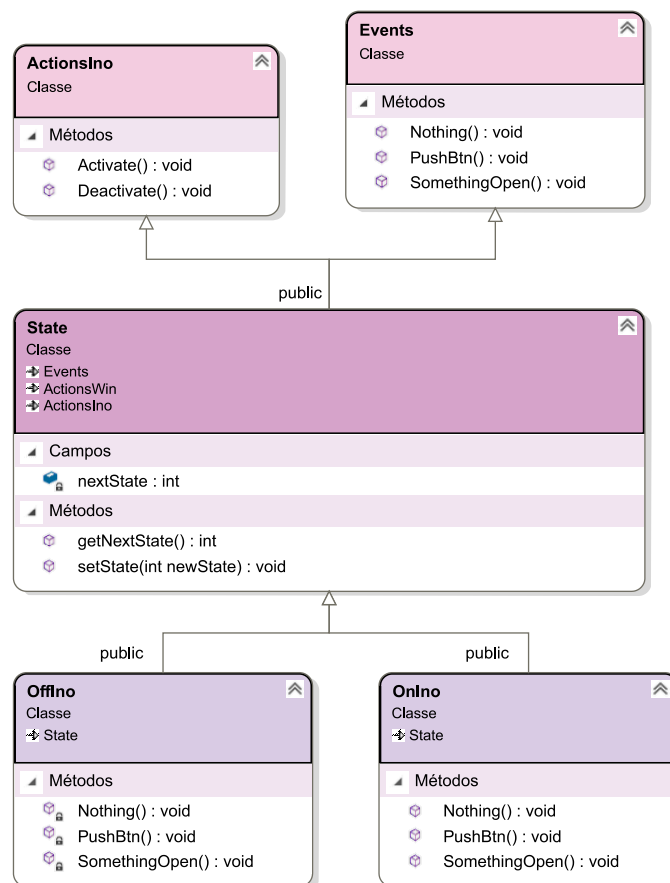 ActionsIno
Classe
Métodos
Activate() : void
Deactivate() : void
Events
Classe
Métodos
Nothing() : void
PushBtn() : void
SomethingOpen() : void
public
State
Classe
Events
ActionsWin
ActionsIno
Campos
nextState : int
Métodos
getNextState() : int
setState(int newState) : void
public
public
OffIno
Classe
State
Métodos
Nothing() : void
PushBtn() : void
SomethingOpen() : void
OnIno
Classe
State
Métodos
Nothing() : void
PushBtn() : void
SomethingOpen() : void